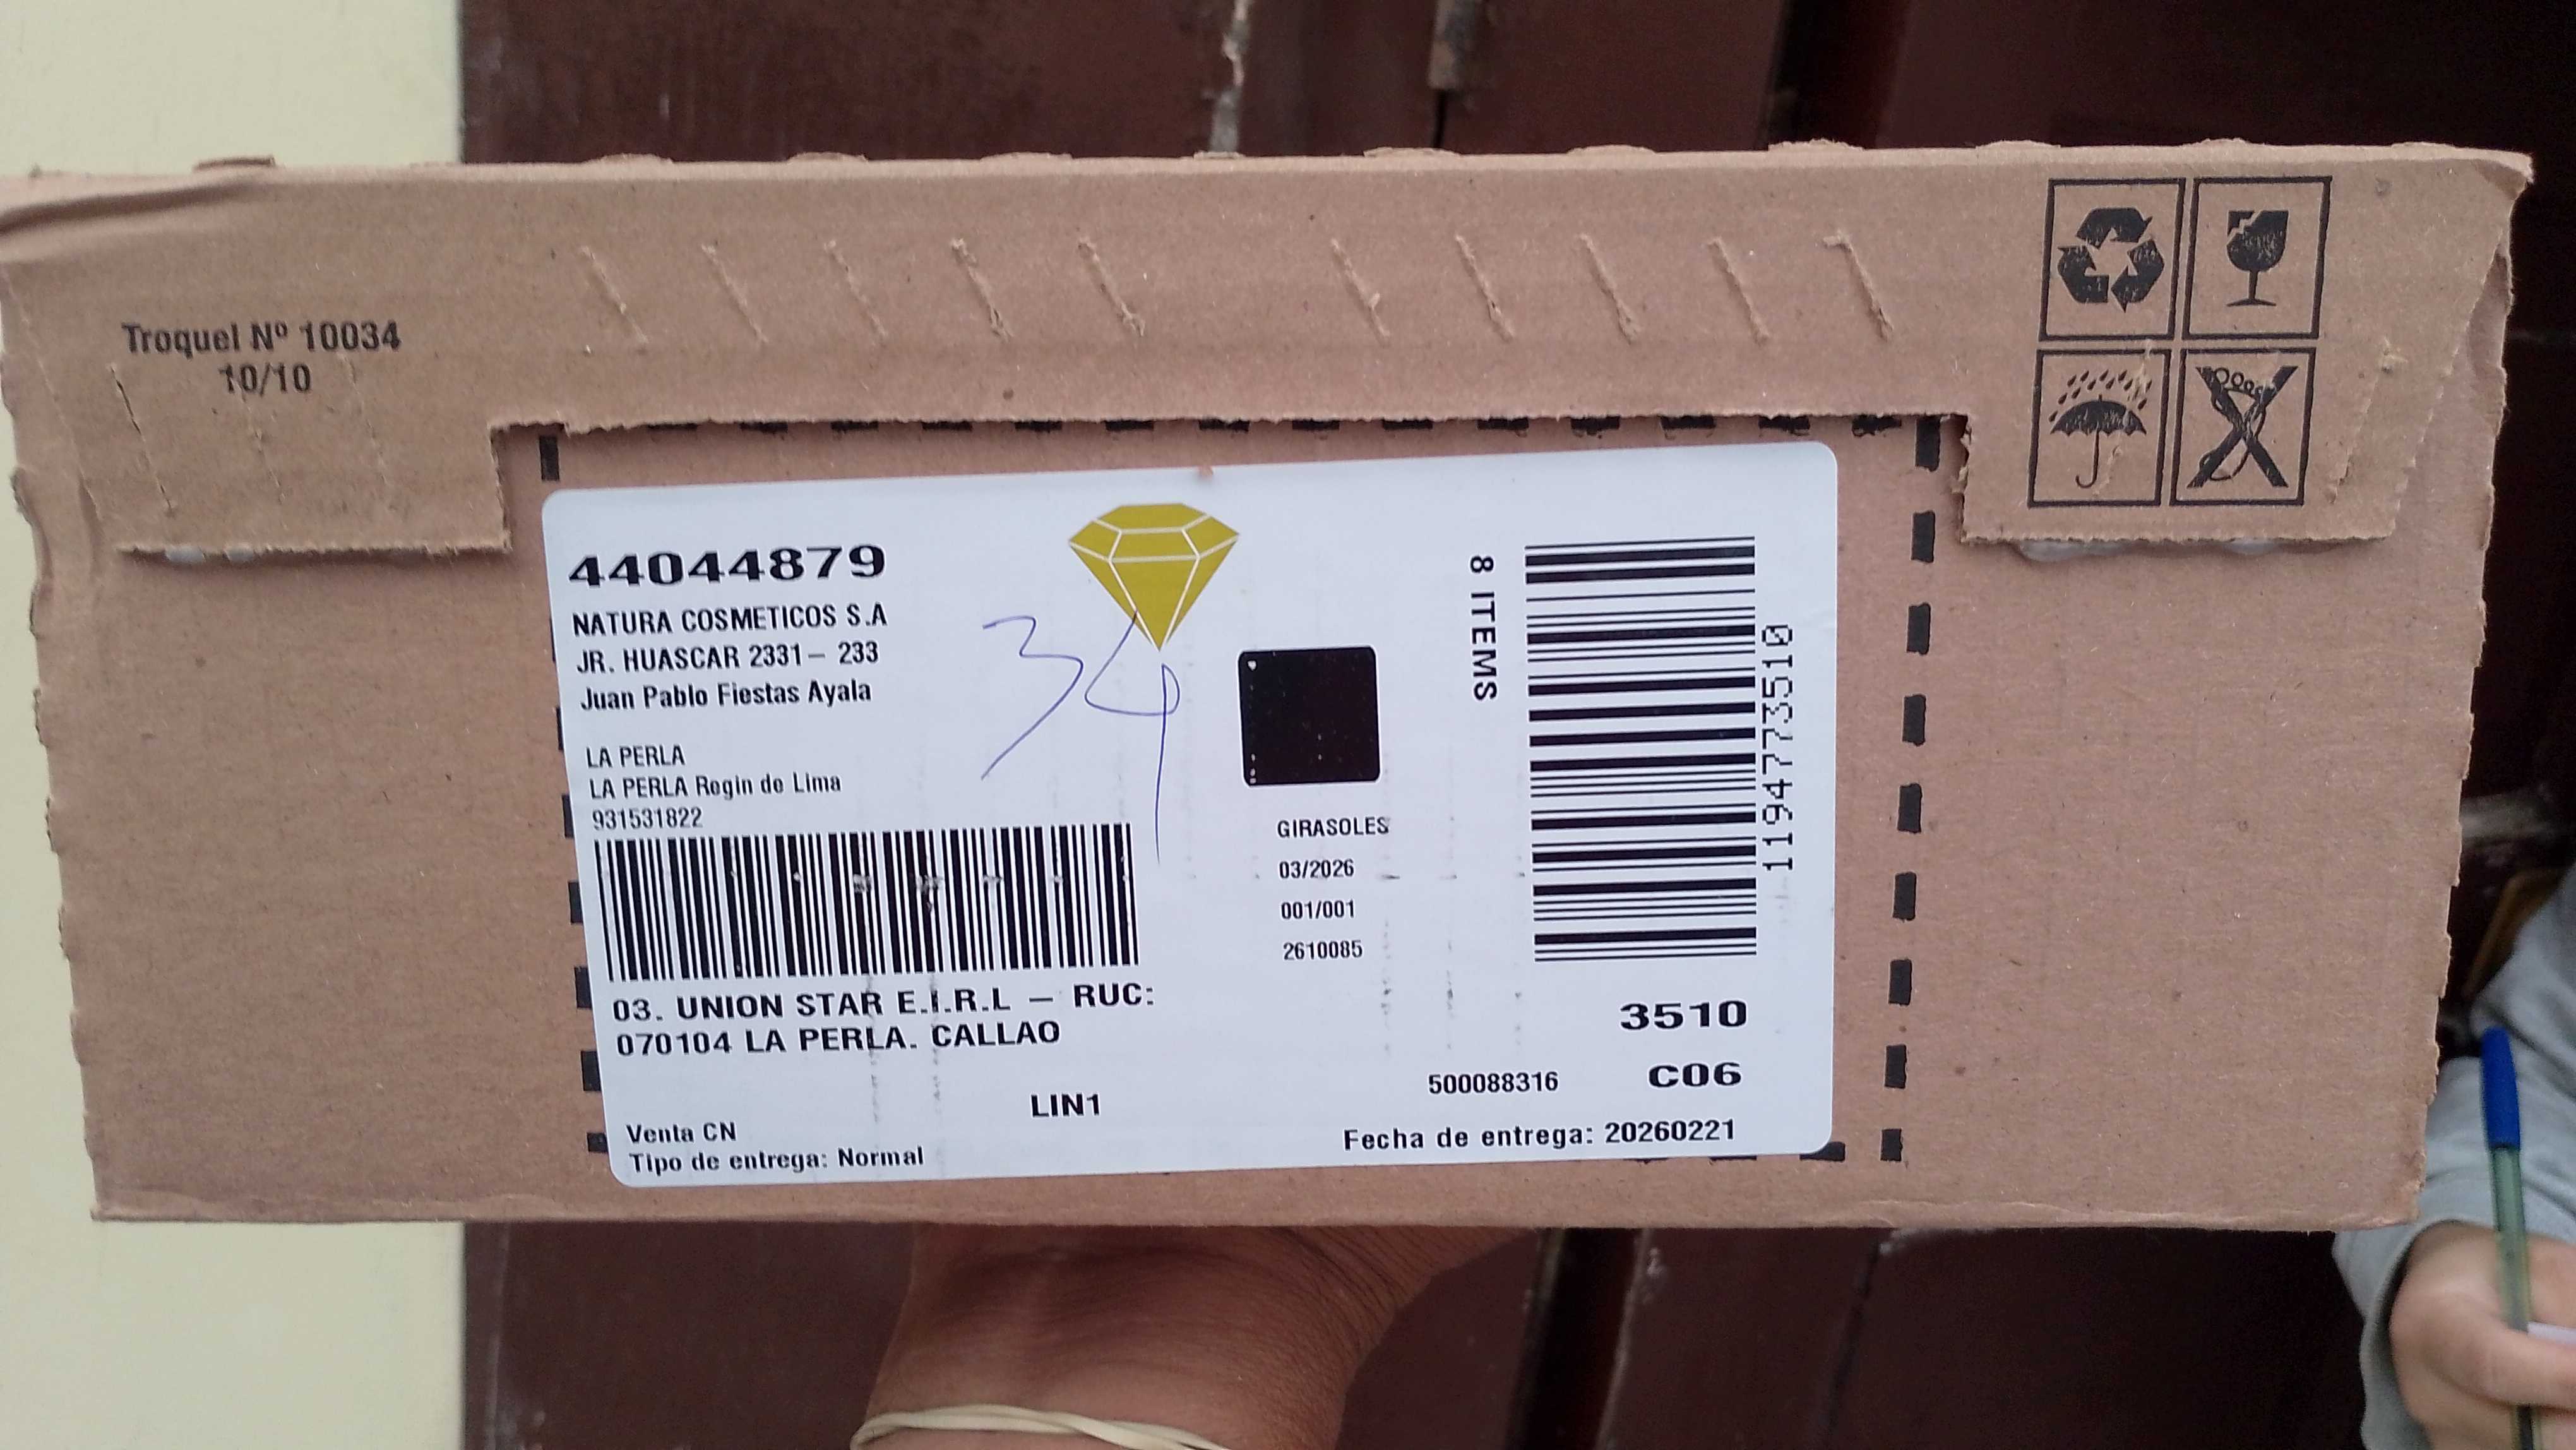 Troquel Nº 10034
10/10
44044879
NATURA COSMETICOS S.A
JR. HUASCAR 2331 – 233
Juan Pablo Fiestas Ayala
LA PERLA
LA PERLA Regin de Lima
931531822
34
8 ITEMS
119477353510
GIRASOLES
03/2026
001/001
2610085
03. UNION STAR E.I.R.L – RUC:
070104 LA PERLA. CALLAO
3510
500088316 C06
LIN1
Venta CN
Tipo de entrega: Normal
Fecha de entrega: 20260221